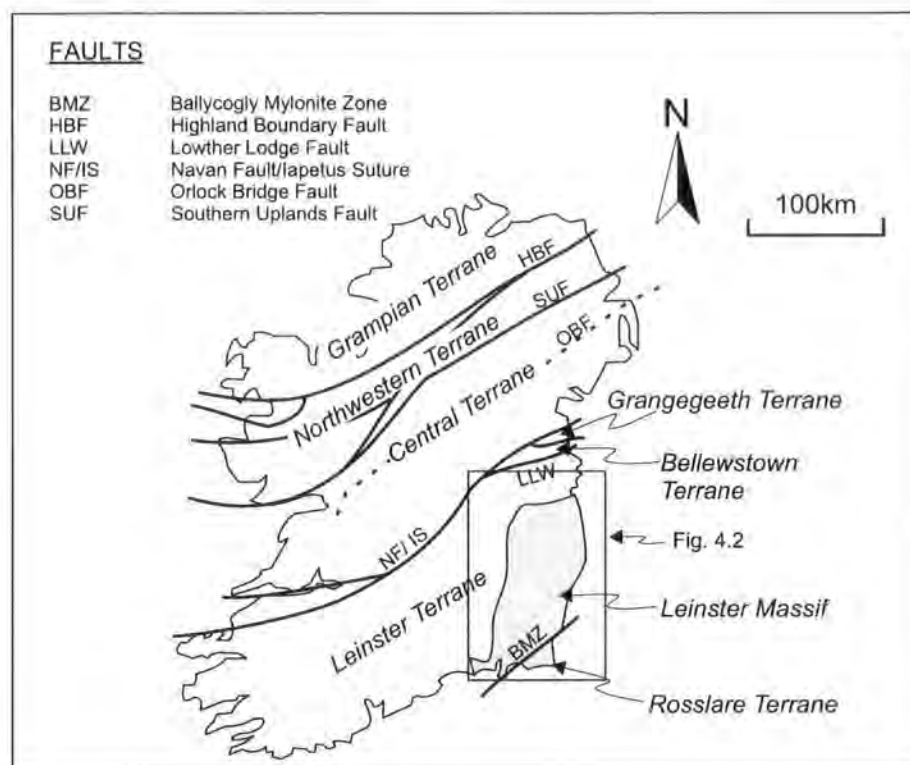 FAULTS
BMZ Ballycogly Mylonite Zone
HBF Highland Boundary Fault
LLW Lowther Lodge Fault
NF/IS Navan Fault/Iapetus Suture
OBF Orlock Bridge Fault
SUF Southern Uplands Fault
N
100km
HBF
Grampian Terrane
SUF
OBF
Northwestern Terrane
Central Terrane
Grangegeeth Terrane
Bellewstown
Terrane
LLW
Fig. 4.2
NF/IS
Leinster Terrane
Leinster Massif
BMZ
Rosslare Terrane